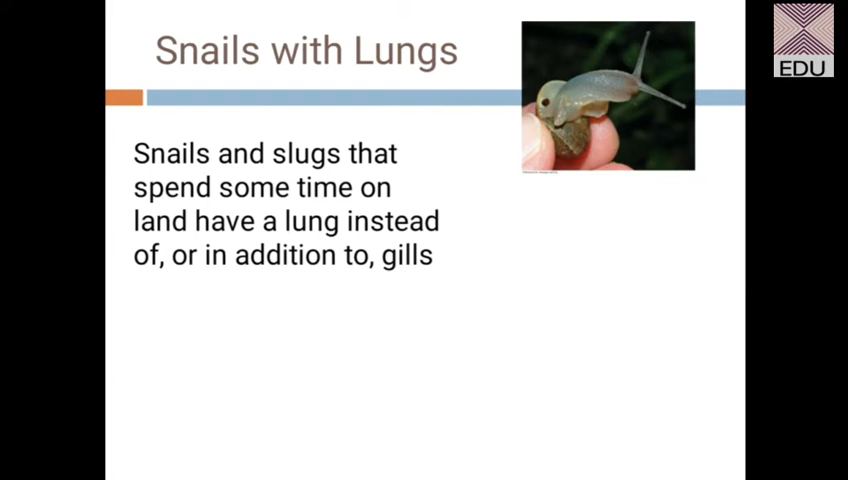 Snails with Lungs
EDU
Snails and slugs that
spend some time on
land have a lung instead
of, or in addition to, gills